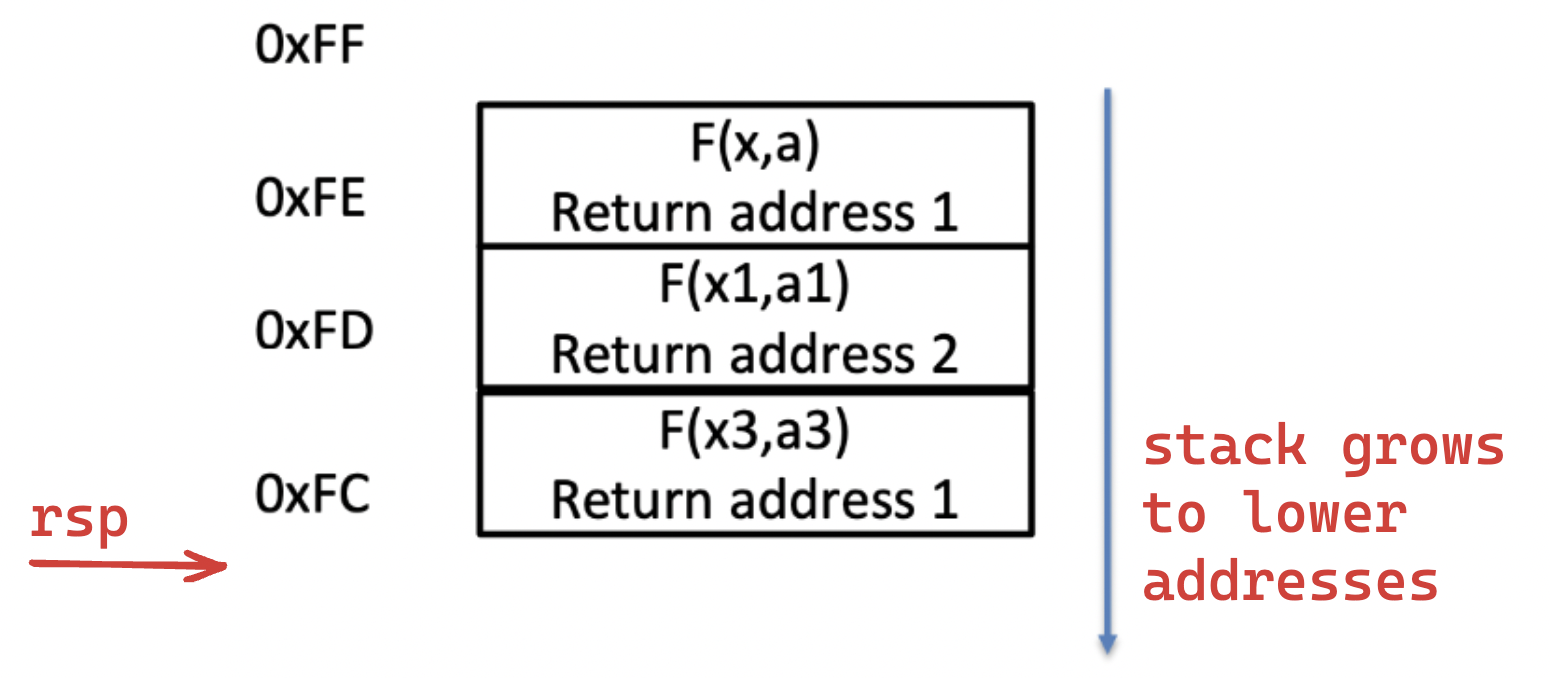 0xFF
F(x,a)
0xFE
Return address 1
F(x1,a1)
0xFD
Return address 2
F(x3,a3)
0xFC
Return address 1
rsp
stack grows
to lower
addresses